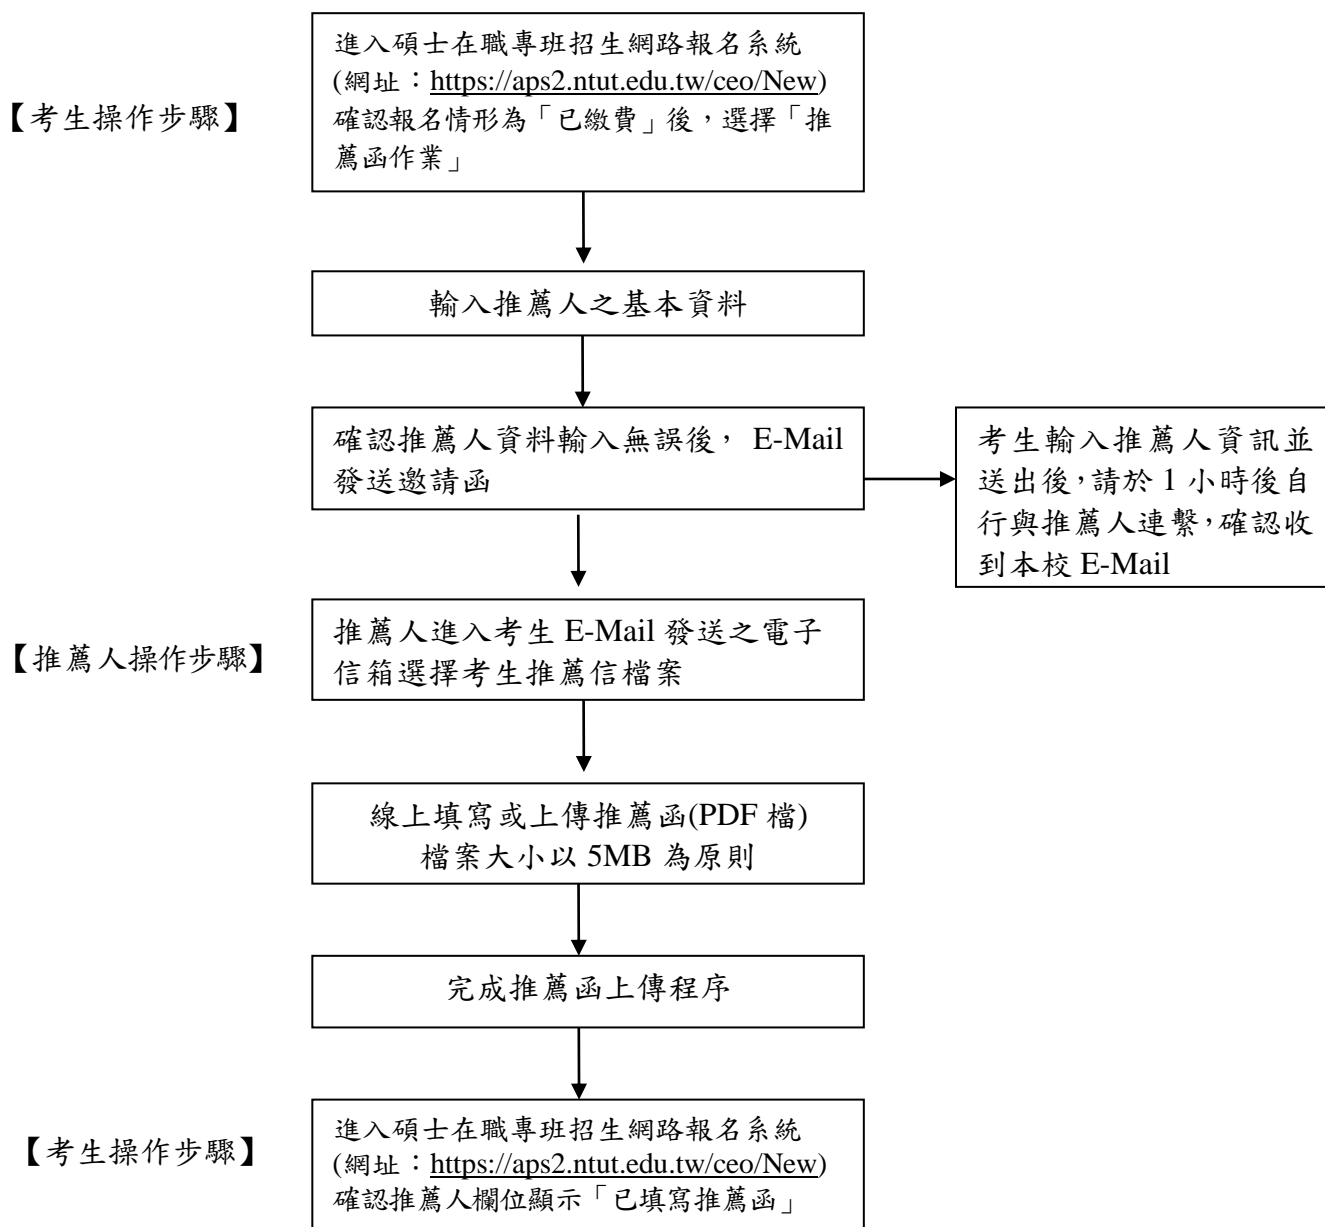 進入碩士在職專班招生網路報名系統
(網址：https://aps2.ntut.edu.tw/ceo/New)
確認報名情形為「已繳費」後，選擇「推
薦函作業」
【考生操作步驟】
輸入推薦人之基本資料
確認推薦人資料輸入無誤後， E-Mail
發送邀請函
考生輸入推薦人資訊並
送出後，請於 1 小時後自
行與推薦人連繫，確認收
到本校 E-Mail
【推薦人操作步驟】
推薦人進入考生 E-Mail 發送之電子
信箱選擇考生推薦信檔案
線上填寫或上傳推薦函(PDF 檔)
檔案大小以 5MB 為原則
完成推薦函上傳程序
【考生操作步驟】
進入碩士在職專班招生網路報名系統
(網址：https://aps2.ntut.edu.tw/ceo/New)
確認推薦人欄位顯示「已填寫推薦函」